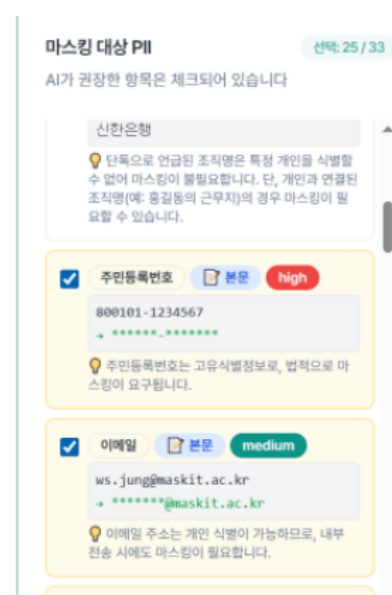 마스킹 대상 PII
선택: 25 / 33
AI가 권장한 항목은 체크되어 있습니다
신한은행
💡 단독으로 언급된 조직명은 특정 개인을 식별할
수 없어 마스킹이 불필요합니다. 단, 개인과 연결된
조직명(예: 홍길동의 근무지)의 경우 마스킹이 필
요할 수 있습니다.
주민등록번호 📝 본문 high
800101-1234567
→ ******-*******
💡 주민등록번호는 고유식별정보로, 법적으로 마
스킹이 요구됩니다.
이메일 📝 본문 medium
ws.jung@maskit.ac.kr
→ *******@maskit.ac.kr
💡 이메일 주소는 개인 식별이 가능하므로, 내부
전송 시에도 마스킹이 필요합니다.